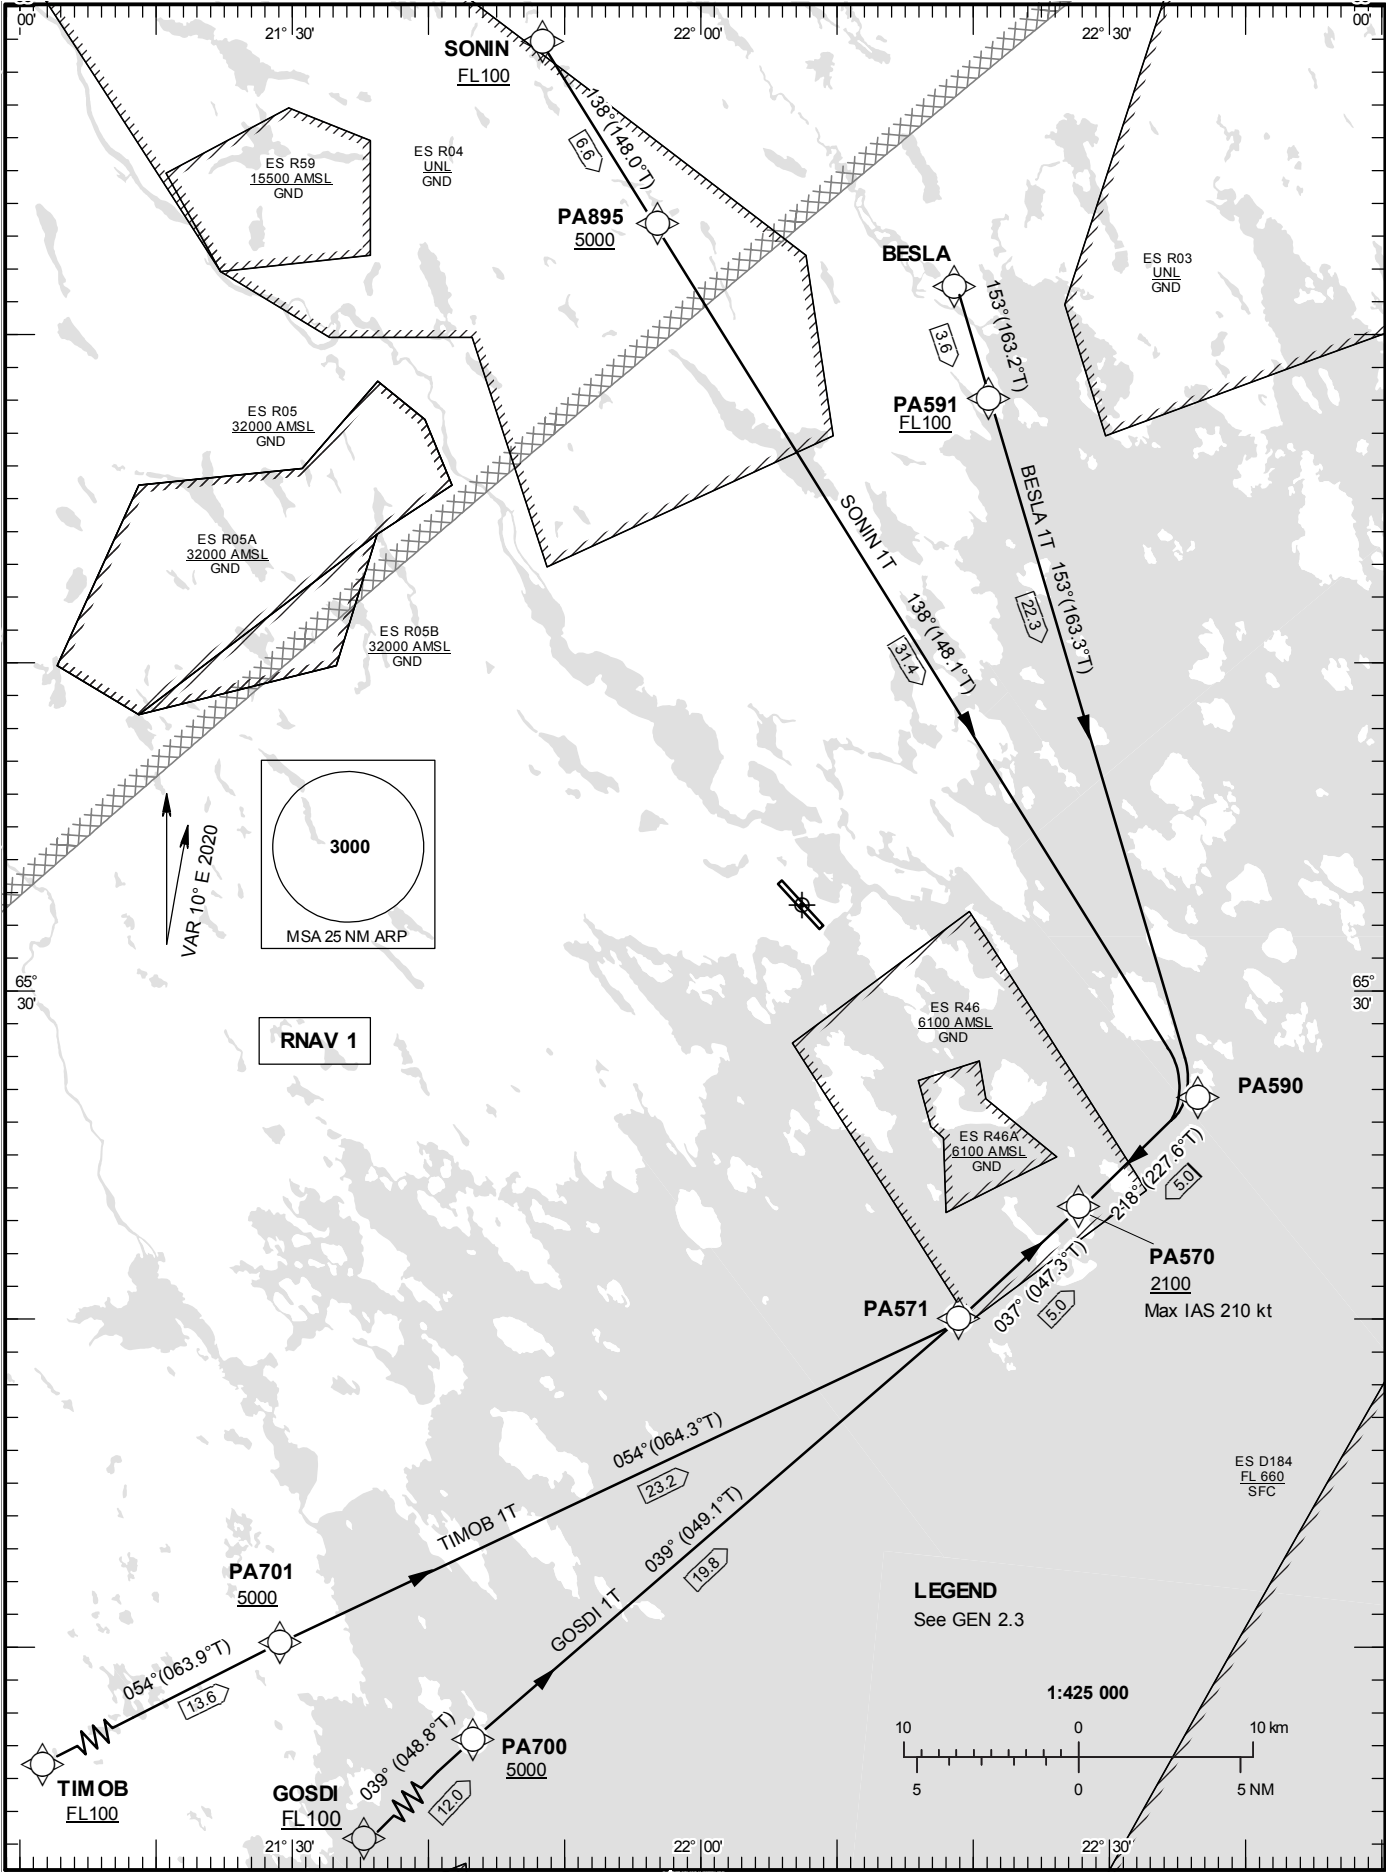 00'
21° 30'
22° 00'
22° 30'
00'
SONIN
FL100
138°(148.0°T)
6.6
ES R59
15500 AMSL
GND
ES R04
UNL
GND
PA895
5000
BESLA
153°(163.2°T)
3.6
ES R03
UNL
GND
PA591
FL100
ES R05
32000 AMSL
GND
SONIN 1T
BESLA 1T
153°(163.3°T)
22.3
ES R05A
32000 AMSL
GND
138°(148.1°T)
31.4
ES R05B
32000 AMSL
GND
VAR 10° E 2020
3000
MSA 25 NM ARP
65°
30'
65°
30'
RNAV 1
ES R46
6100 AMSL
GND
PA590
ES R46A
6100 AMSL
GND
218° (227.6°T)
5.0
PA570
2100
Max IAS 210 kt
037° (047.3°T)
5.0
PA571
054°(064.3°T)
23.2
TIMOB 1T
039° (049.1°T)
19.8
GOSDI 1T
ES D184
FL 660
SFC
PA701
5000
LEGEND
See GEN 2.3
054°(063.9°T)
13.6
1:425 000
10
0
10 km
5
0
5 NM
039° (048.8°T)
12.0
PA700
5000
TIMOB
FL100
GOSDI
FL100
21° 30'
22° 00'
22° 30'